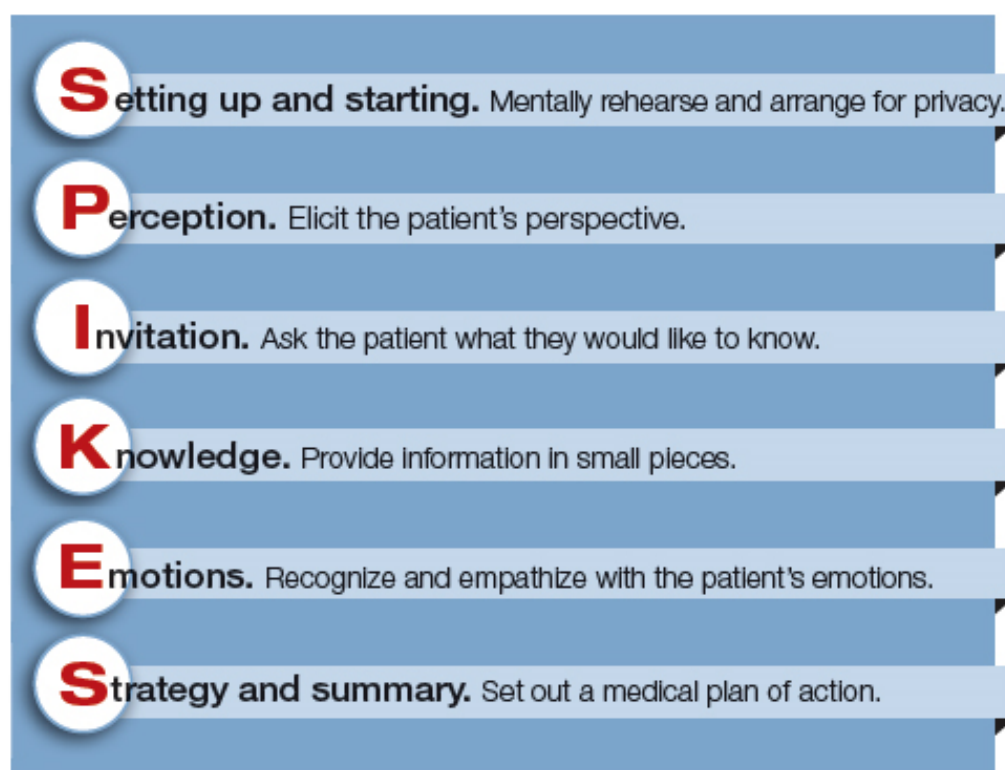 Setting up and starting. Mentally rehearse and arrange for privacy.
Perception. Elicit the patient's perspective.
Invitation. Ask the patient what they would like to know.
Knowledge. Provide information in small pieces.
Emotions. Recognize and empathize with the patient's emotions.
Strategy and summary. Set out a medical plan of action.